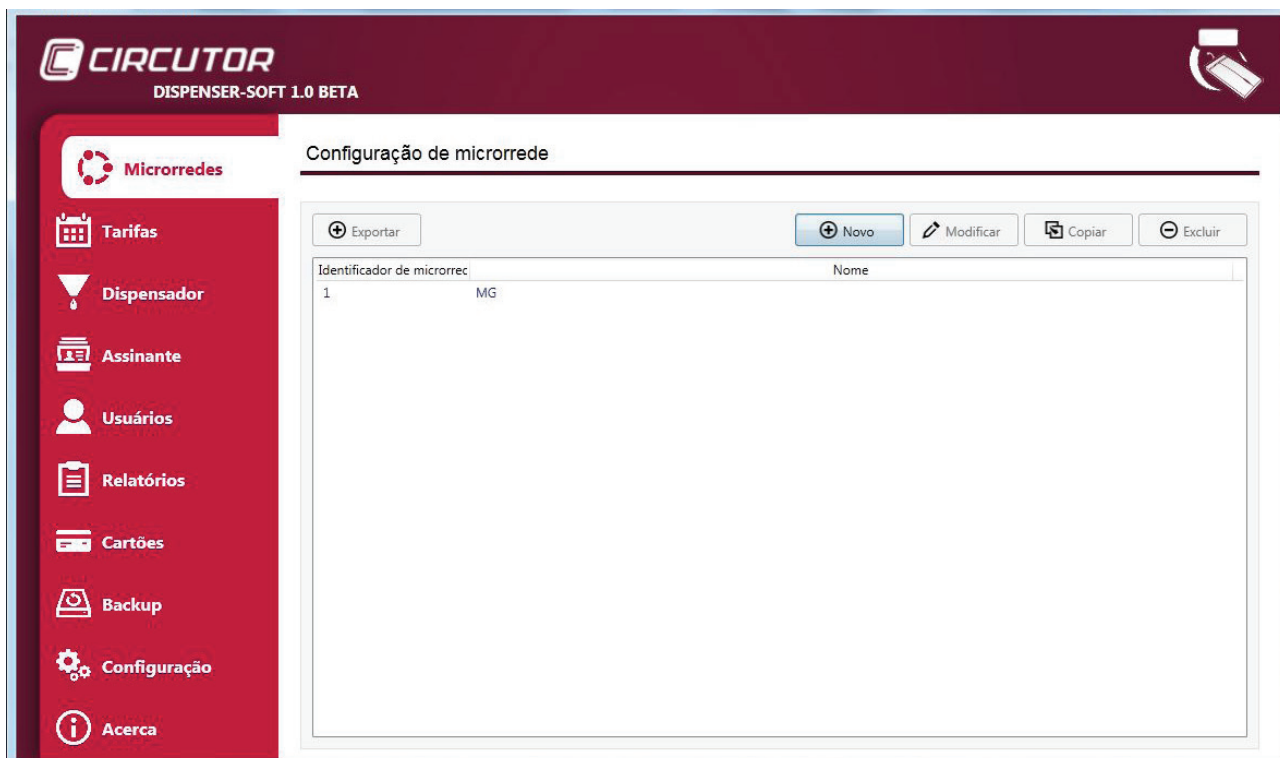 CIRCUTOR
DISPENSER-SOFT 1.0 BETA
Microrredes
Tarifas
Dispensador
Assinante
Usuários
Relatórios
Cartões
Backup
Configuração
Acerca
Configuração de microrrede
Exportar
Novo
Modificar
Copiar
Excluir
Identificador de microrrec Nome
1 MG